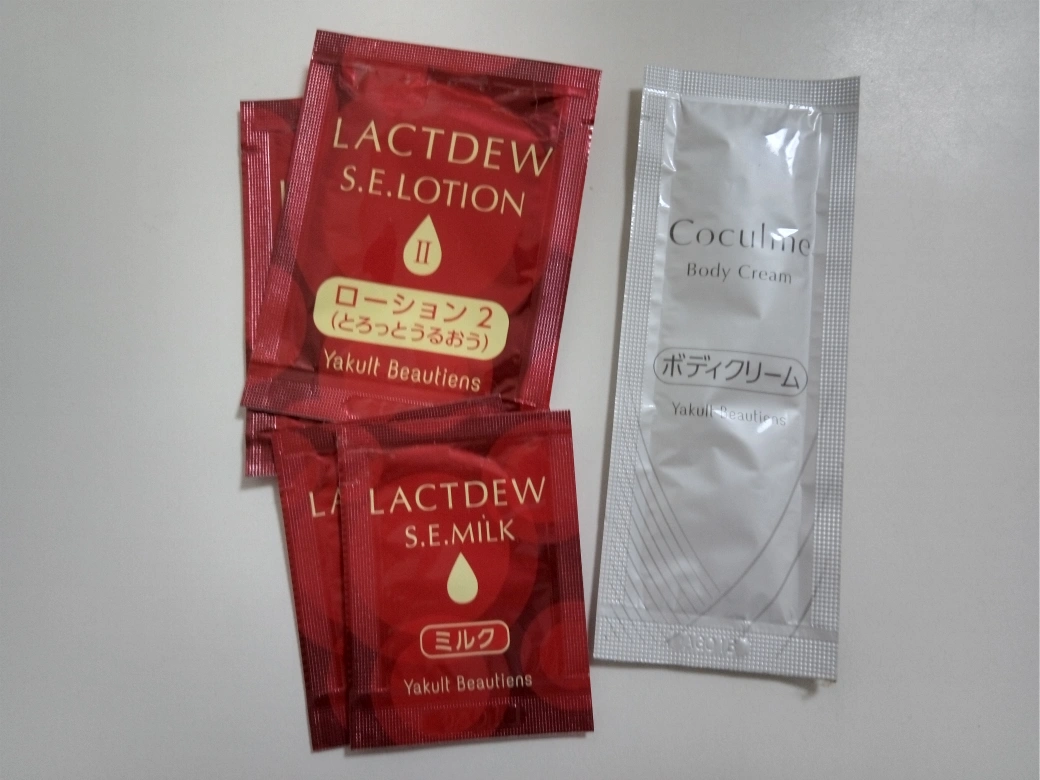 LACTDEW
S.E.LOTION
II
ローション 2
(とろっとうるおう)
Yakult Beautiens
LA
LACTDEW
S.E.MILK
ミルク
Yakult Beautiens
Coculme
Body Cream
ボディクリーム
Yakult Beautiens